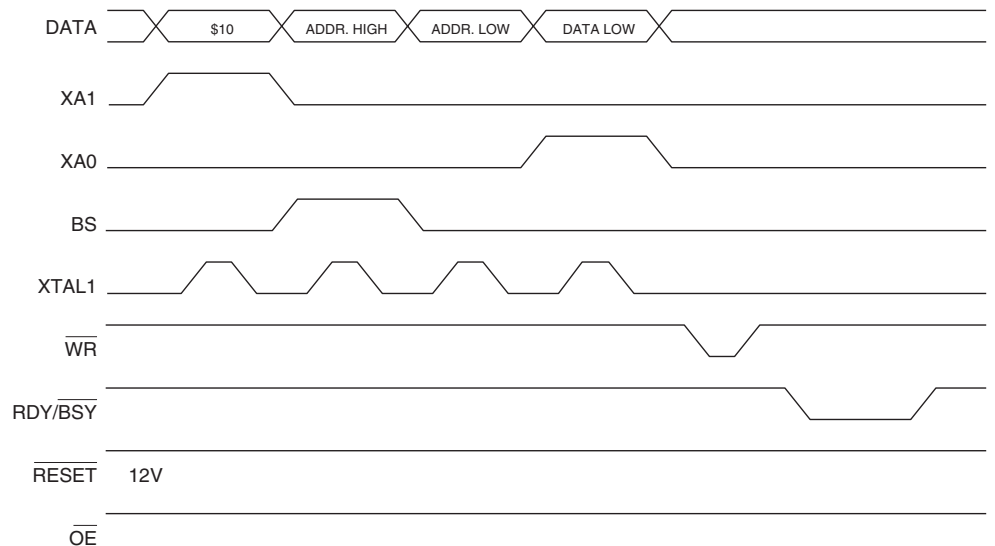 DATA $10 ADDR. HIGH ADDR. LOW DATA LOW
XA1
XA0
BS
XTAL1
WR
RDY/BSY
RESET 12V
OE